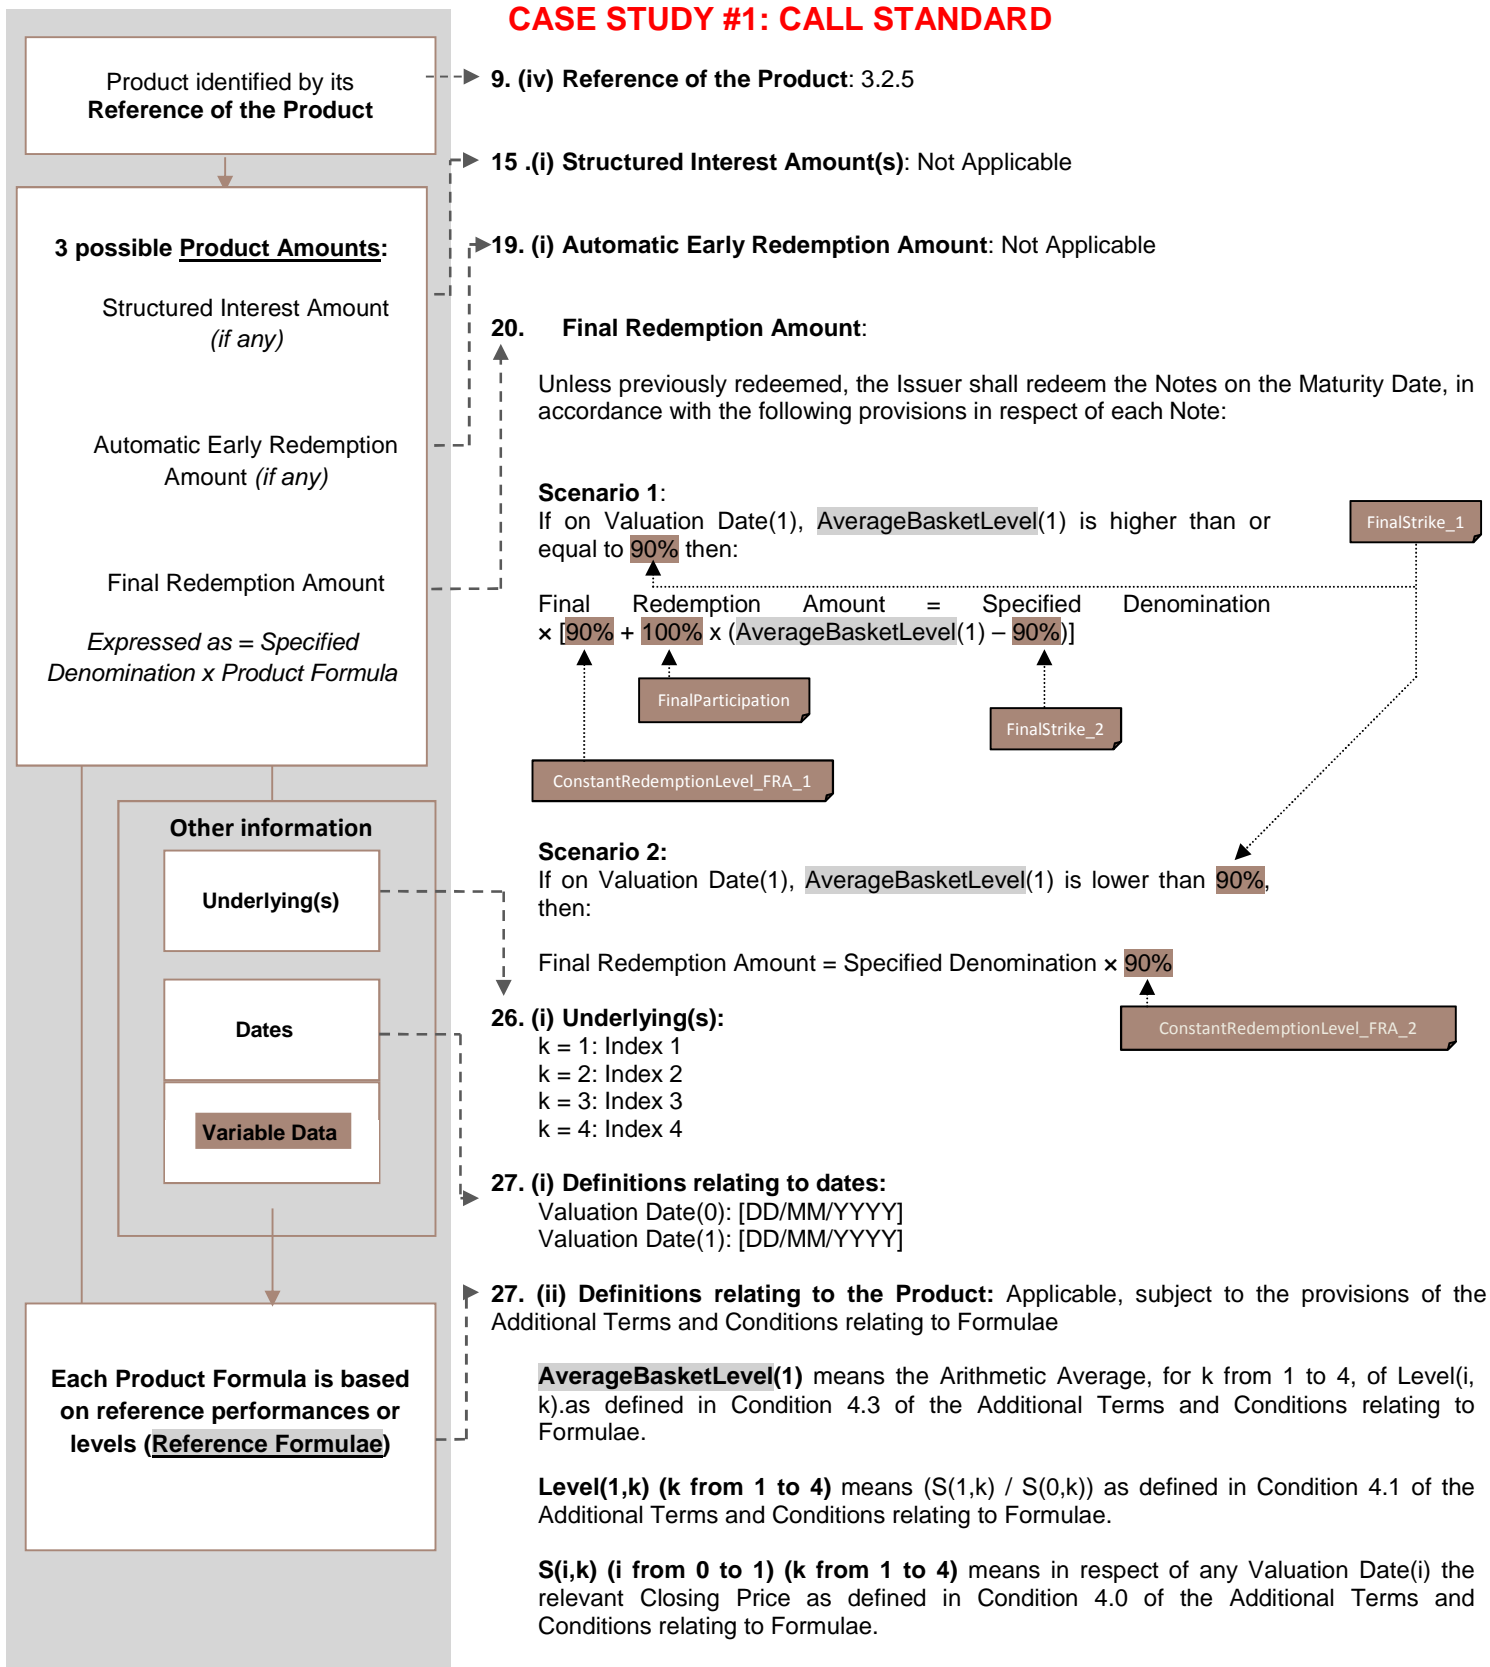 CASE STUDY #1: CALL STANDARD
Product identified by its
Reference of the Product
3 possible Product Amounts:
Structured Interest Amount
(if any)
Automatic Early Redemption
Amount (if any)
Final Redemption Amount
Expressed as = Specified
Denomination x Product Formula
Other information
Underlying(s)
Dates
Variable Data
Each Product Formula is based
on reference performances or
levels (Reference Formulae)
9. (iv) Reference of the Product: 3.2.5
15 .(i) Structured Interest Amount(s): Not Applicable
19. (i) Automatic Early Redemption Amount: Not Applicable
20. Final Redemption Amount:
Unless previously redeemed, the Issuer shall redeem the Notes on the Maturity Date, in
accordance with the following provisions in respect of each Note:
Scenario 1:
If on Valuation Date(1), AverageBasketLevel(1) is higher than or
equal to 90% then:
FinalStrike_1
Final Redemption Amount = Specified Denomination
× [90% + 100% x (AverageBasketLevel(1) – 90%)]
FinalParticipation
FinalStrike_2
ConstantRedemptionLevel_FRA_1
Scenario 2:
If on Valuation Date(1), AverageBasketLevel(1) is lower than 90%,
then:
Final Redemption Amount = Specified Denomination × 90%
ConstantRedemptionLevel_FRA_2
26. (i) Underlying(s):
k = 1: Index 1
k = 2: Index 2
k = 3: Index 3
k = 4: Index 4
27. (i) Definitions relating to dates:
Valuation Date(0): [DD/MM/YYYY]
Valuation Date(1): [DD/MM/YYYY]
27. (ii) Definitions relating to the Product: Applicable, subject to the provisions of the
Additional Terms and Conditions relating to Formulae
AverageBasketLevel(1) means the Arithmetic Average, for k from 1 to 4, of Level(i,
k).as defined in Condition 4.3 of the Additional Terms and Conditions relating to
Formulae.
Level(1,k) (k from 1 to 4) means (S(1,k) / S(0,k)) as defined in Condition 4.1 of the
Additional Terms and Conditions relating to Formulae.
S(i,k) (i from 0 to 1) (k from 1 to 4) means in respect of any Valuation Date(i) the
relevant Closing Price as defined in Condition 4.0 of the Additional Terms and
Conditions relating to Formulae.